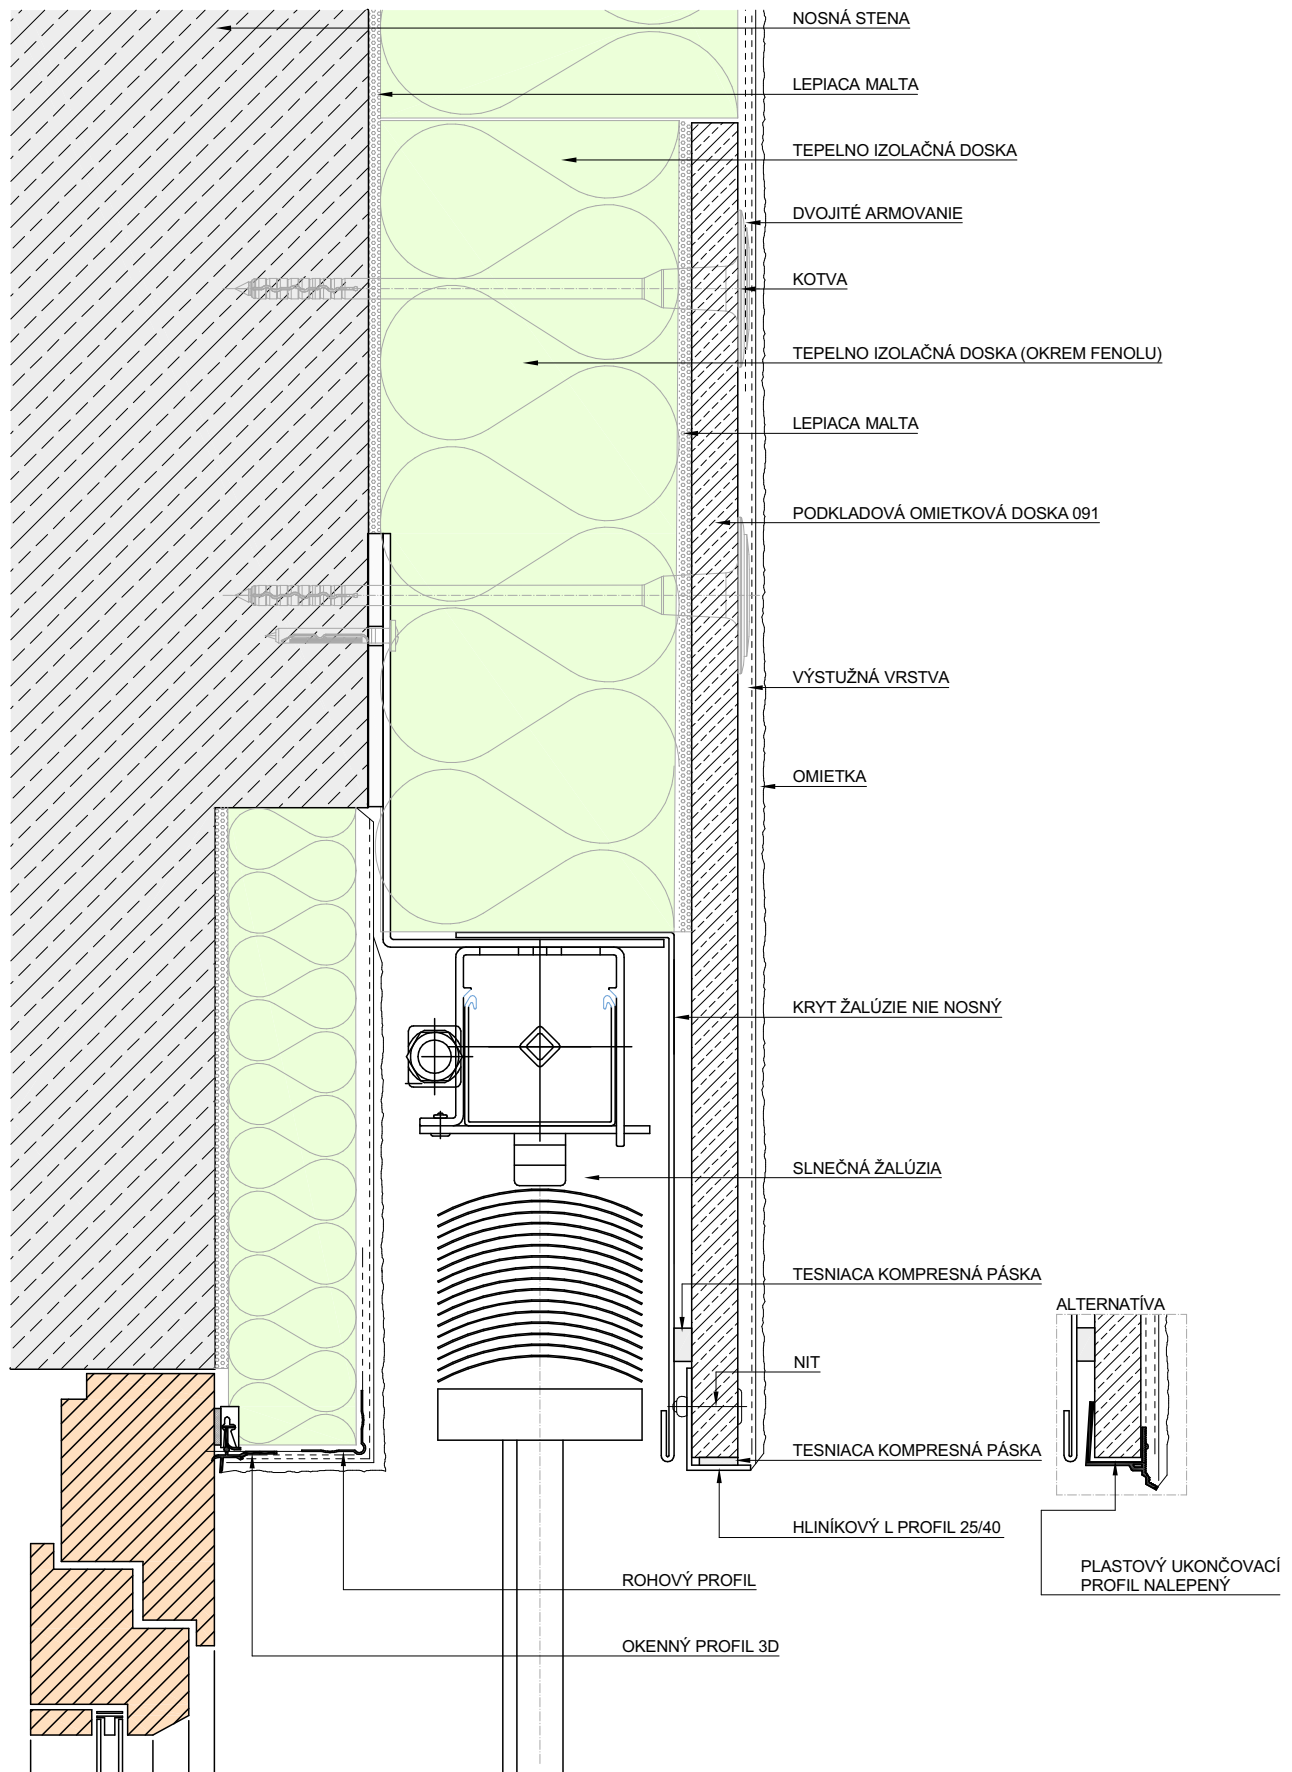 NOSNÁ STENA
LEPIACA MALTA
TEPELNO IZOLAČNÁ DOSKA
DVOJITÉ ARMOVANIE
KOTVA
TEPELNO IZOLAČNÁ DOSKA (OKREM FENOLU)
LEPIACA MALTA
PODKLADOVÁ OMIETKOVÁ DOSKA 091
VÝSTUŽNÁ VRSTVA
OMIETKA
KRYT ŽALÚZIE NIE NOSNÝ
SLNEČNÁ ŽALÚZIA
TESNIACA KOMPRESNÁ PÁSKA
ALTERNATÍVA
NIT
TESNIACA KOMPRESNÁ PÁSKA
HLINÍKOVÝ L PROFIL 25/40
PLASTOVÝ UKONČOVACÍ
PROFIL NALEPENÝ
ROHOVÝ PROFIL
OKENNÝ PROFIL 3D